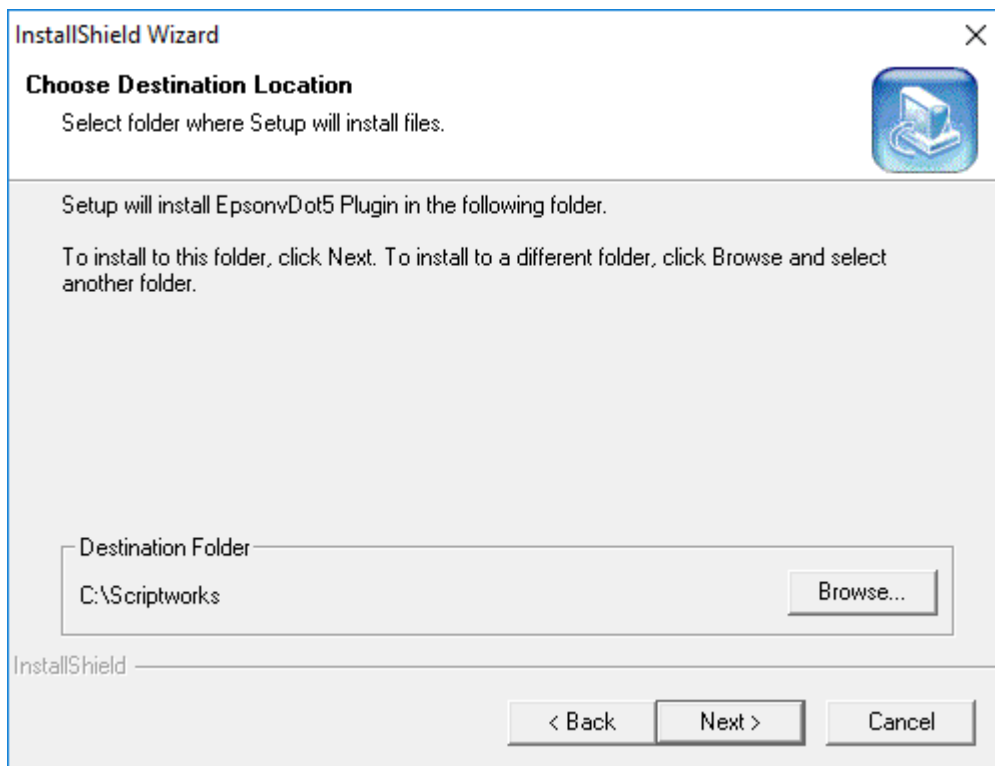 InstallShield Wizard
Choose Destination Location
Select folder where Setup will install files.
Setup will install EpsonvDot5 Plugin in the following folder.
To install to this folder, click Next. To install to a different folder, click Browse and select
another folder.
Destination Folder
C:\Scriptworks
Browse...
InstallShield
< Back
Next >
Cancel